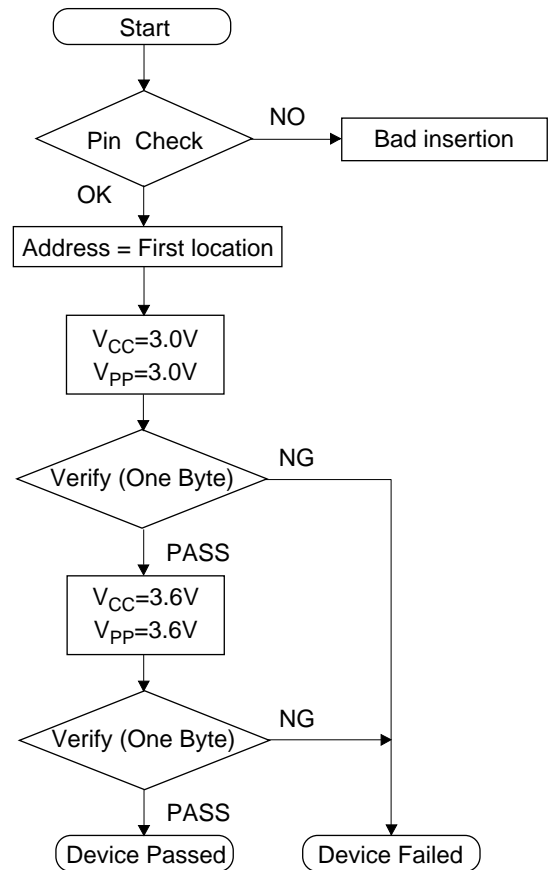 Start
Pin Check
NO
Bad insertion
OK
Address = First location
VCC=3.0V
VPP=3.0V
Verify (One Byte)
NG
PASS
VCC=3.6V
VPP=3.6V
Verify (One Byte)
NG
PASS
Device Passed
Device Failed